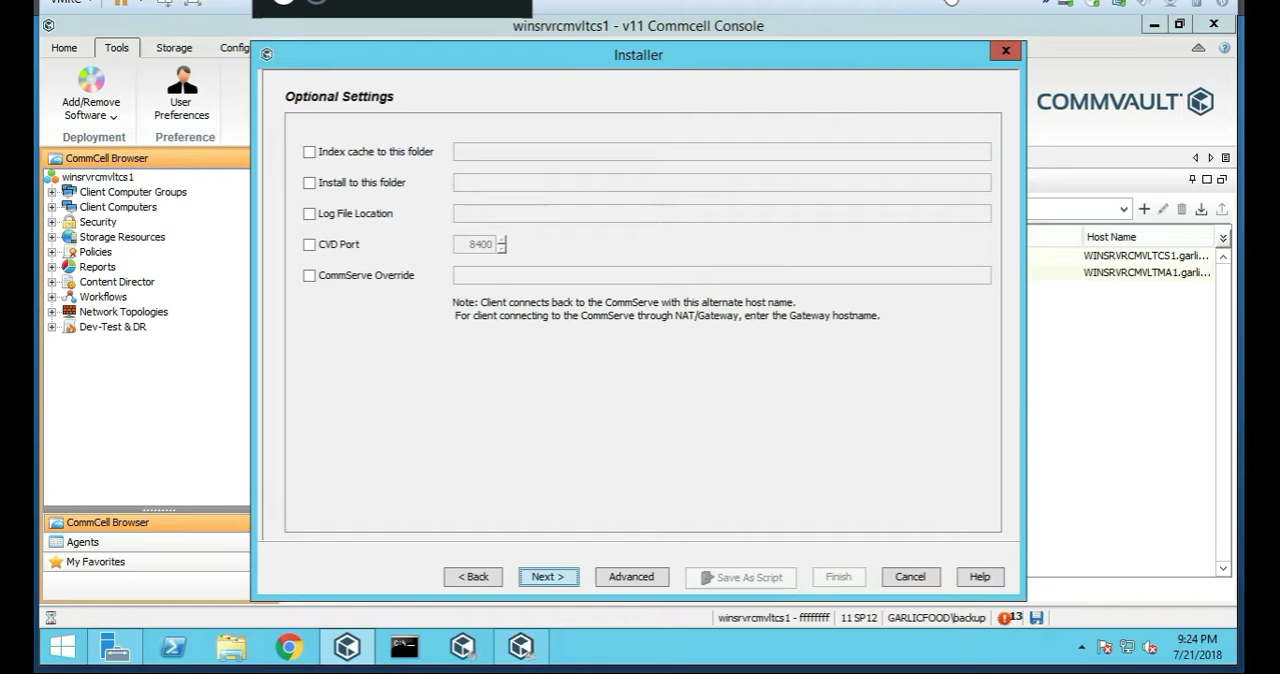 winsrvrcmvltcs1 - v11 Commcell Console
Home
Tools
Storage
Config
Installer
Add/Remove
Software
User
Preferences
Deployment
Preference
COMMVAULT
Optional Settings
CommCell Browser
winsrvrcmvltcs1
Client Computer Groups
Client Computers
Security
Storage Resources
Policies
Reports
Content Director
Workflows
Network Topologies
Dev-Test & DR
Index cache to this folder
Install to this folder
Log File Location
CVD Port
8400
CommServe Override
Note: Client connects back to the CommServe with this alternate host name.
For client connecting to the CommServe through NAT/Gateway, enter the Gateway hostname.
Host Name
WINSRVRCMVLTCS1.garli...
WINSRVRCMVLTMA1.garli...
CommCell Browser
Agents
My Favorites
< Back
Next >
Advanced
Save As Script
Finish
Cancel
Help
winsrvrcmvltcs1 - ffffffff
11 SP12
GARLICFOOD\backup
13
9:24 PM
7/21/2018